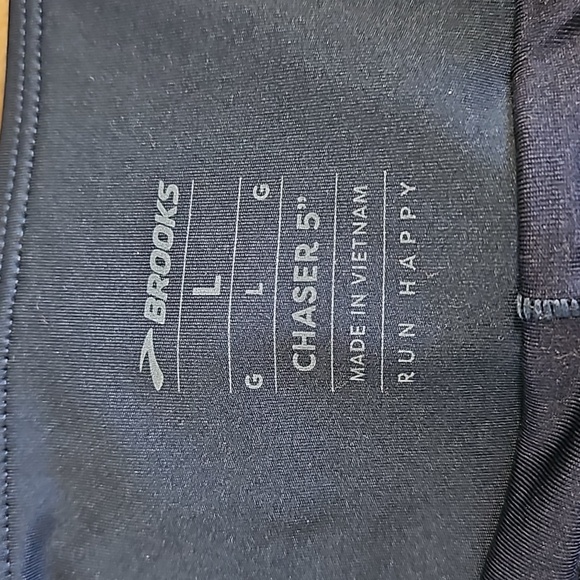 BROOKS
L
G L G
CHASER 5”
MADE IN VIETNAM
RUN HAPPY